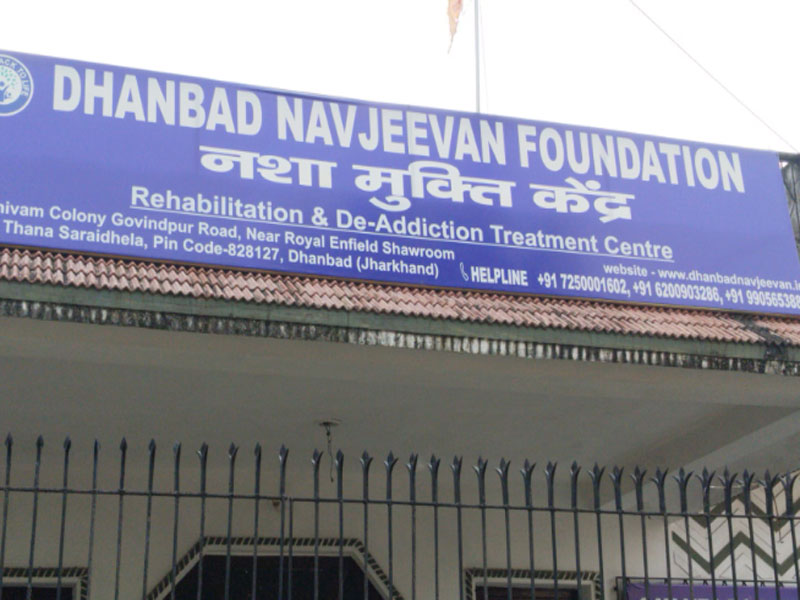 DHANBAD NAVJEEVAN FOUNDATION
नशा मुक्ति केंद्र
Rehabilitation & De-Addiction Treatment Centre
Colony Govindpur Road, Near Royal Enfield Shawroom
Thana Saraidhela, Pin Code-828127, Dhanbad (Jharkhand)
website - www.dhanbadnavjeevan.in
HELPLINE +91 7250001602, +91 6200903286, +91